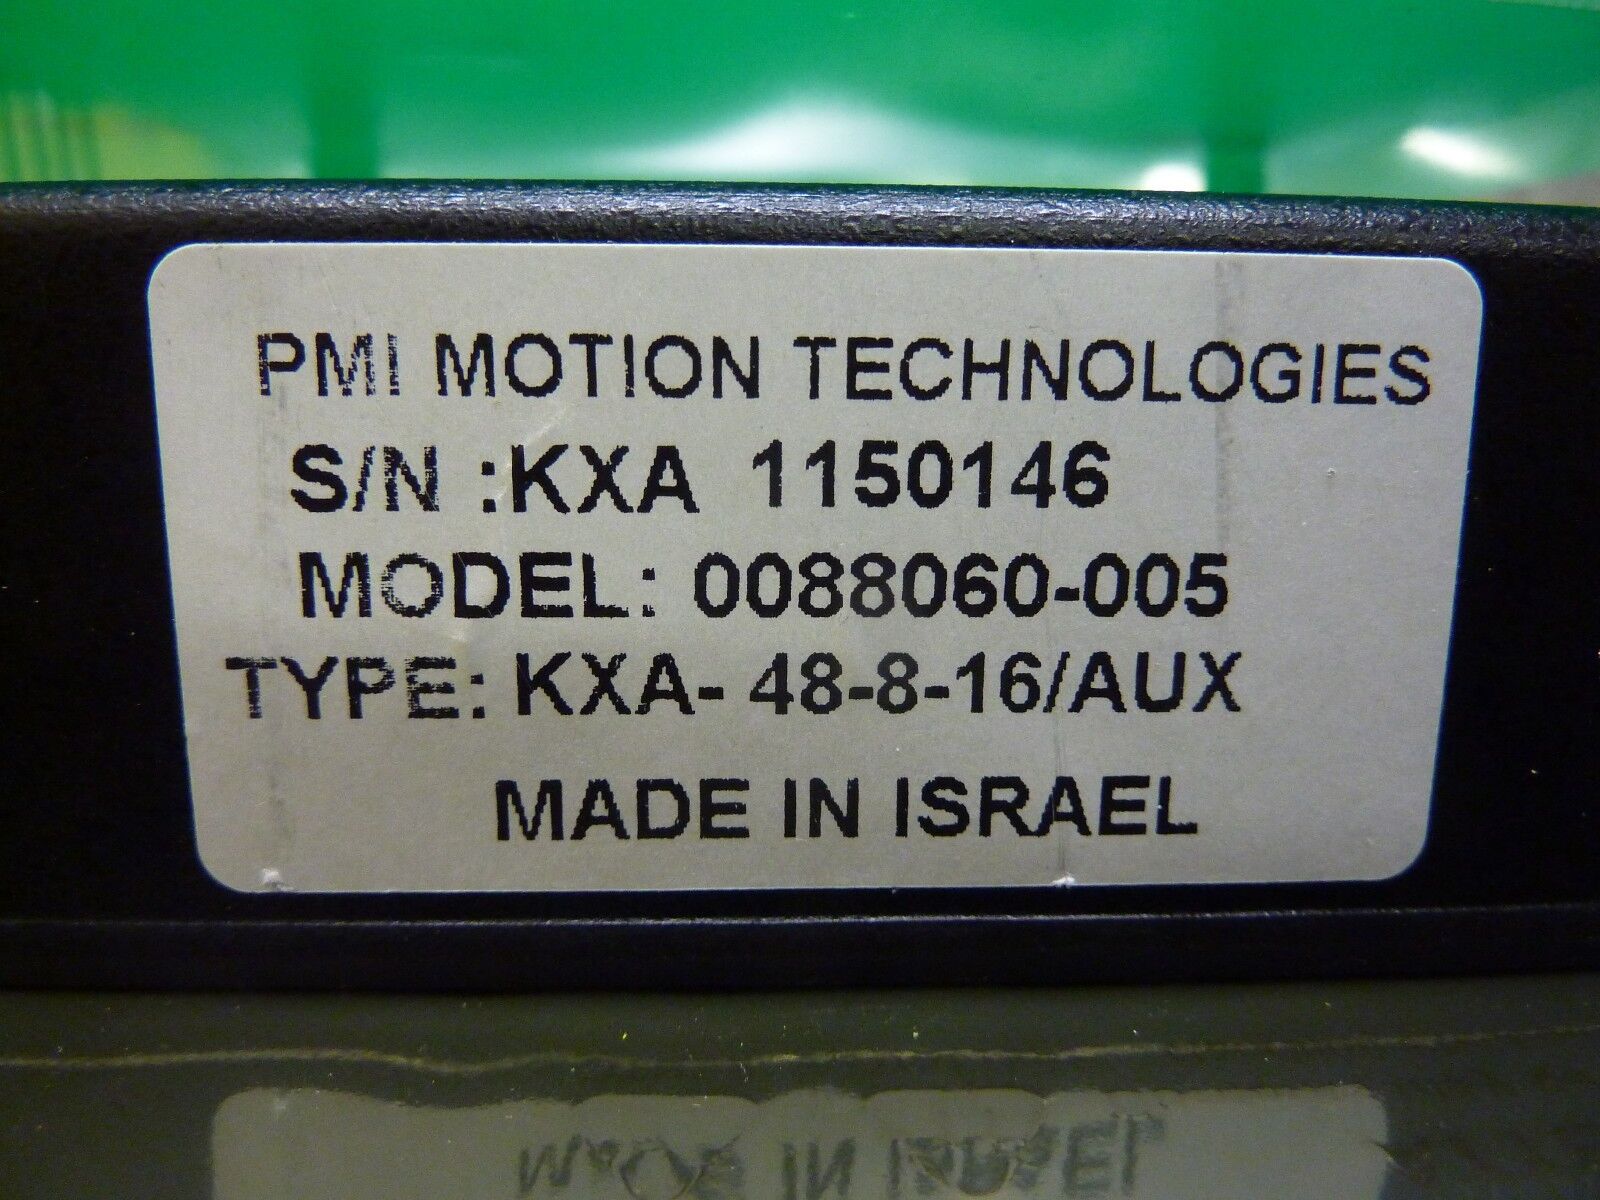 PMI MOTION TECHNOLOGIES
S/N :KXA 1150146
MODEL: 0088060-005
TYPE: KXA- 48-8-16/AUX
MADE IN ISRAEL